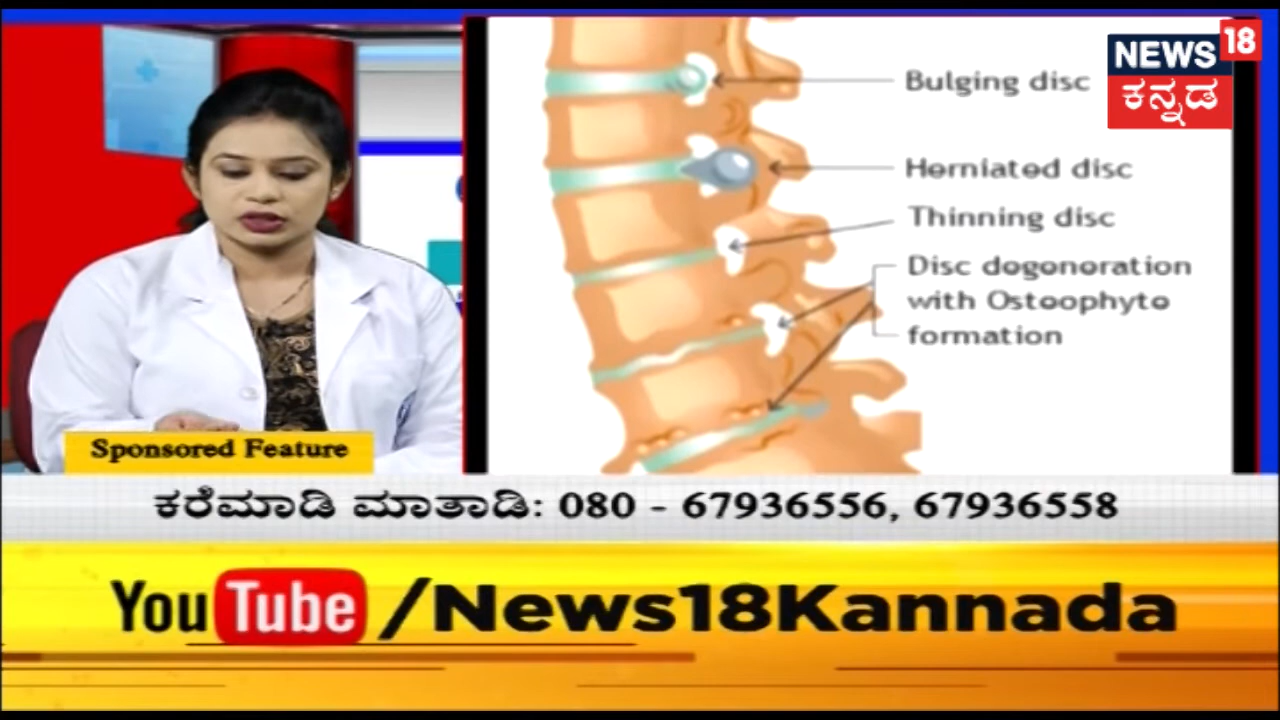 NEWS 18
ಕನ್ನಡ
Bulging disc
Herniated disc
Thinning disc
Disc degeneration
with Osteophyte
formation
Sponsored Feature
ಕರೆಮಾಡಿ ಮಾತಾಡಿ: 080 - 67936556, 67936558
YouTube /News18Kannada